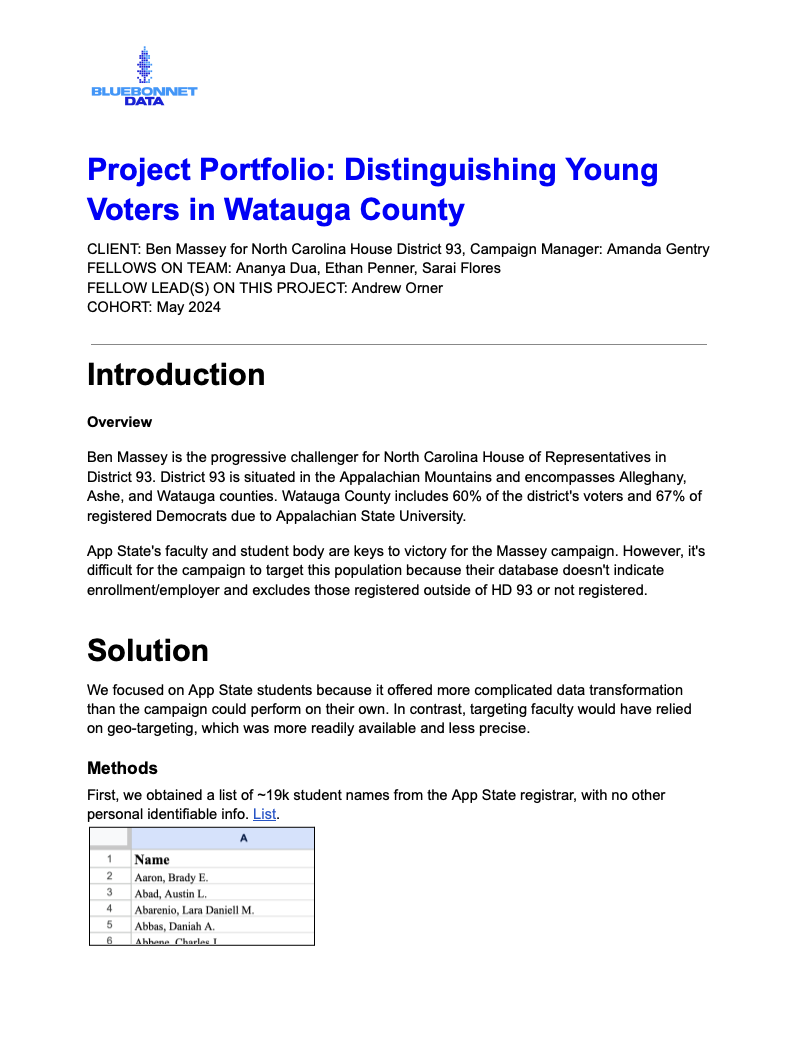 BLUEBONNET
DATA
Project Portfolio: Distinguishing Young
Voters in Watauga County
CLIENT: Ben Massey for North Carolina House District 93, Campaign Manager: Amanda Gentry
FELLOWS ON TEAM: Ananya Dua, Ethan Penner, Sarai Flores
FELLOW LEAD(S) ON THIS PROJECT: Andrew Orner
COHORT: May 2024
Introduction
Overview
Ben Massey is the progressive challenger for North Carolina House of Representatives in
District 93. District 93 is situated in the Appalachian Mountains and encompasses Alleghany,
Ashe, and Watauga counties. Watauga County includes 60% of the district's voters and 67% of
registered Democrats due to Appalachian State University.
App State's faculty and student body are keys to victory for the Massey campaign. However, it's
difficult for the campaign to target this population because their database doesn't indicate
enrollment/employer and excludes those registered outside of HD 93 or not registered.
Solution
We focused on App State students because it offered more complicated data transformation
than the campaign could perform on their own. In contrast, targeting faculty would have relied
on geo-targeting, which was more readily available and less precise.
Methods
First, we obtained a list of ~19k student names from the App State registrar, with no other
personal identifiable info. List.
A
1 Name
2 Aaron, Brady E.
3 Abad, Austin L.
4 Abarenio, Lara Daniell M.
5 Abbas, Daniah A.
6 Charles